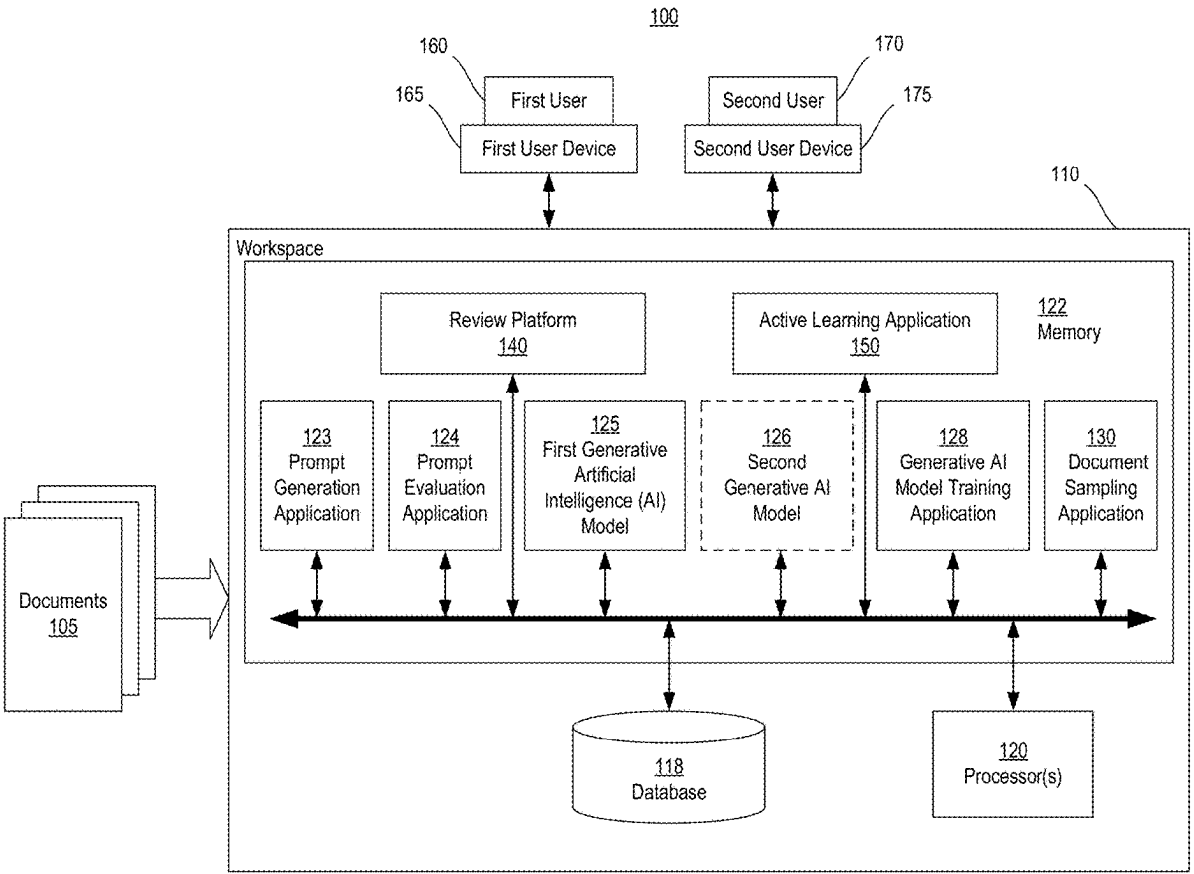 100
160
First User
165
First User Device
170
Second User
175
Second User Device
110
Workspace
Review Platform
140
Active Learning Application
150
122
Memory
123
Prompt
Generation
Application
124
Prompt
Evaluation
Application
125
First Generative
Artificial
Intelligence (AI)
Model
126
Second
Generative AI
Model
128
Generative AI
Model Training
Application
130
Document
Sampling
Application
Documents
105
118
Database
120
Processor(s)